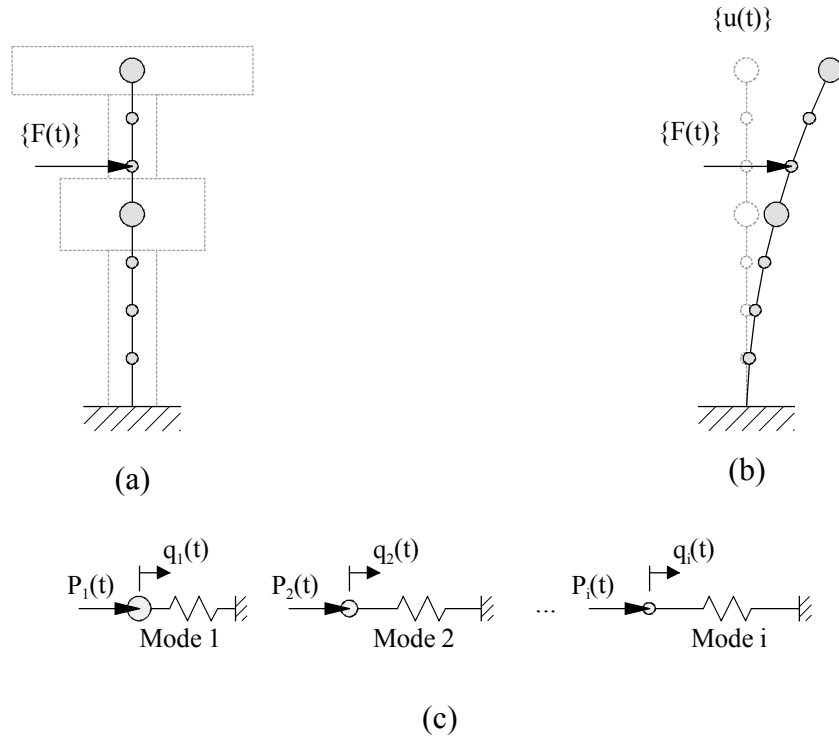 {u(t)}
{F(t)}
{F(t)}
(a)
(b)
q₁(t)
q₂(t)
qᵢ(t)
P₁(t)
P₂(t)
...
Pᵢ(t)
Mode 1
Mode 2
Mode i
(c)